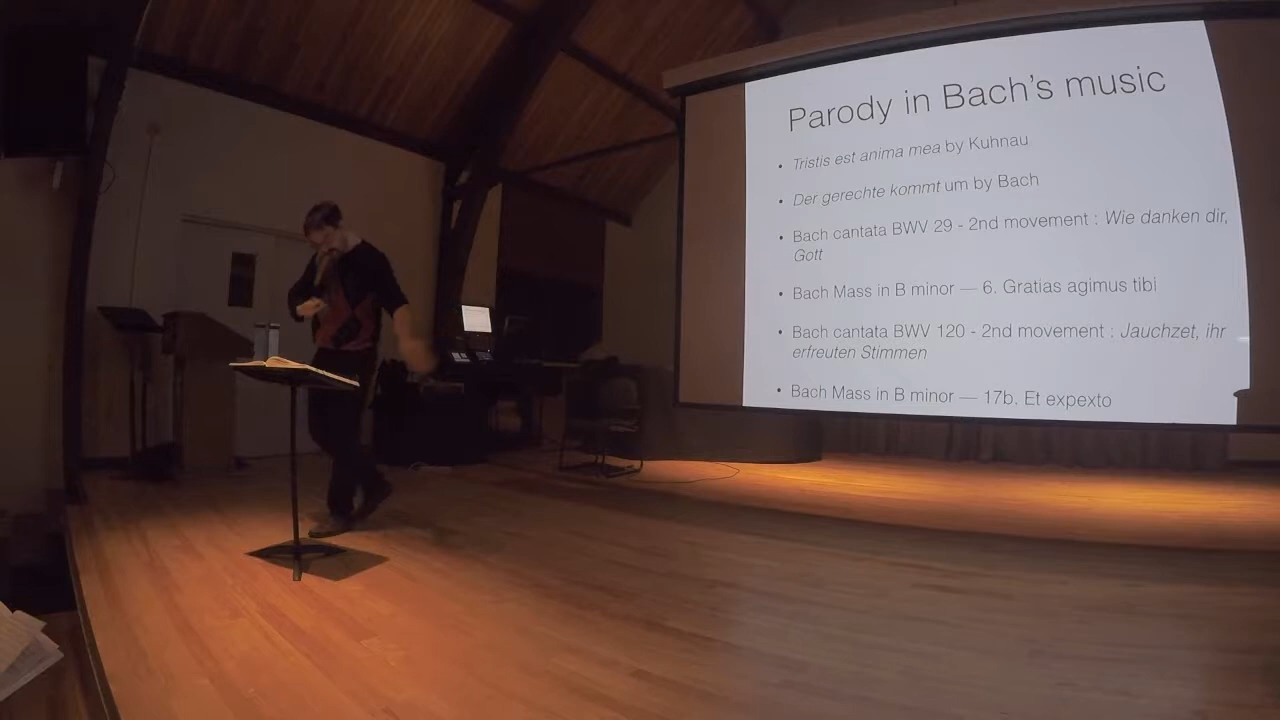 Parody in Bach's music
• Tristis est anima mea by Kuhnau
• Der gerechte kommt um by Bach
• Bach cantata BWV 29 - 2nd movement : Wie danken dir,
Gott
• Bach Mass in B minor — 6. Gratias agimus tibi
• Bach cantata BWV 120 - 2nd movement : Jauchzet, ihr
erfreuten Stimmen
• Bach Mass in B minor — 17b. Et expexto